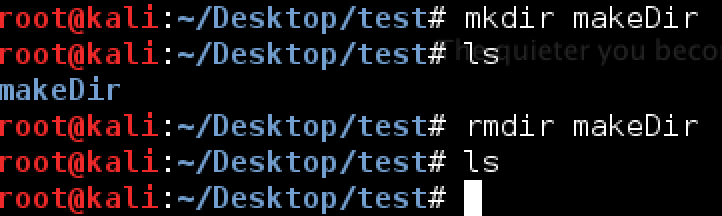 root@kali:~/Desktop/test# mkdir makeDir
root@kali:~/Desktop/test# ls
The quieter you beco
makeDir
root@kali:~/Desktop/test# rmdir makeDir
root@kali:~/Desktop/test# ls
root@kali:~/Desktop/test#